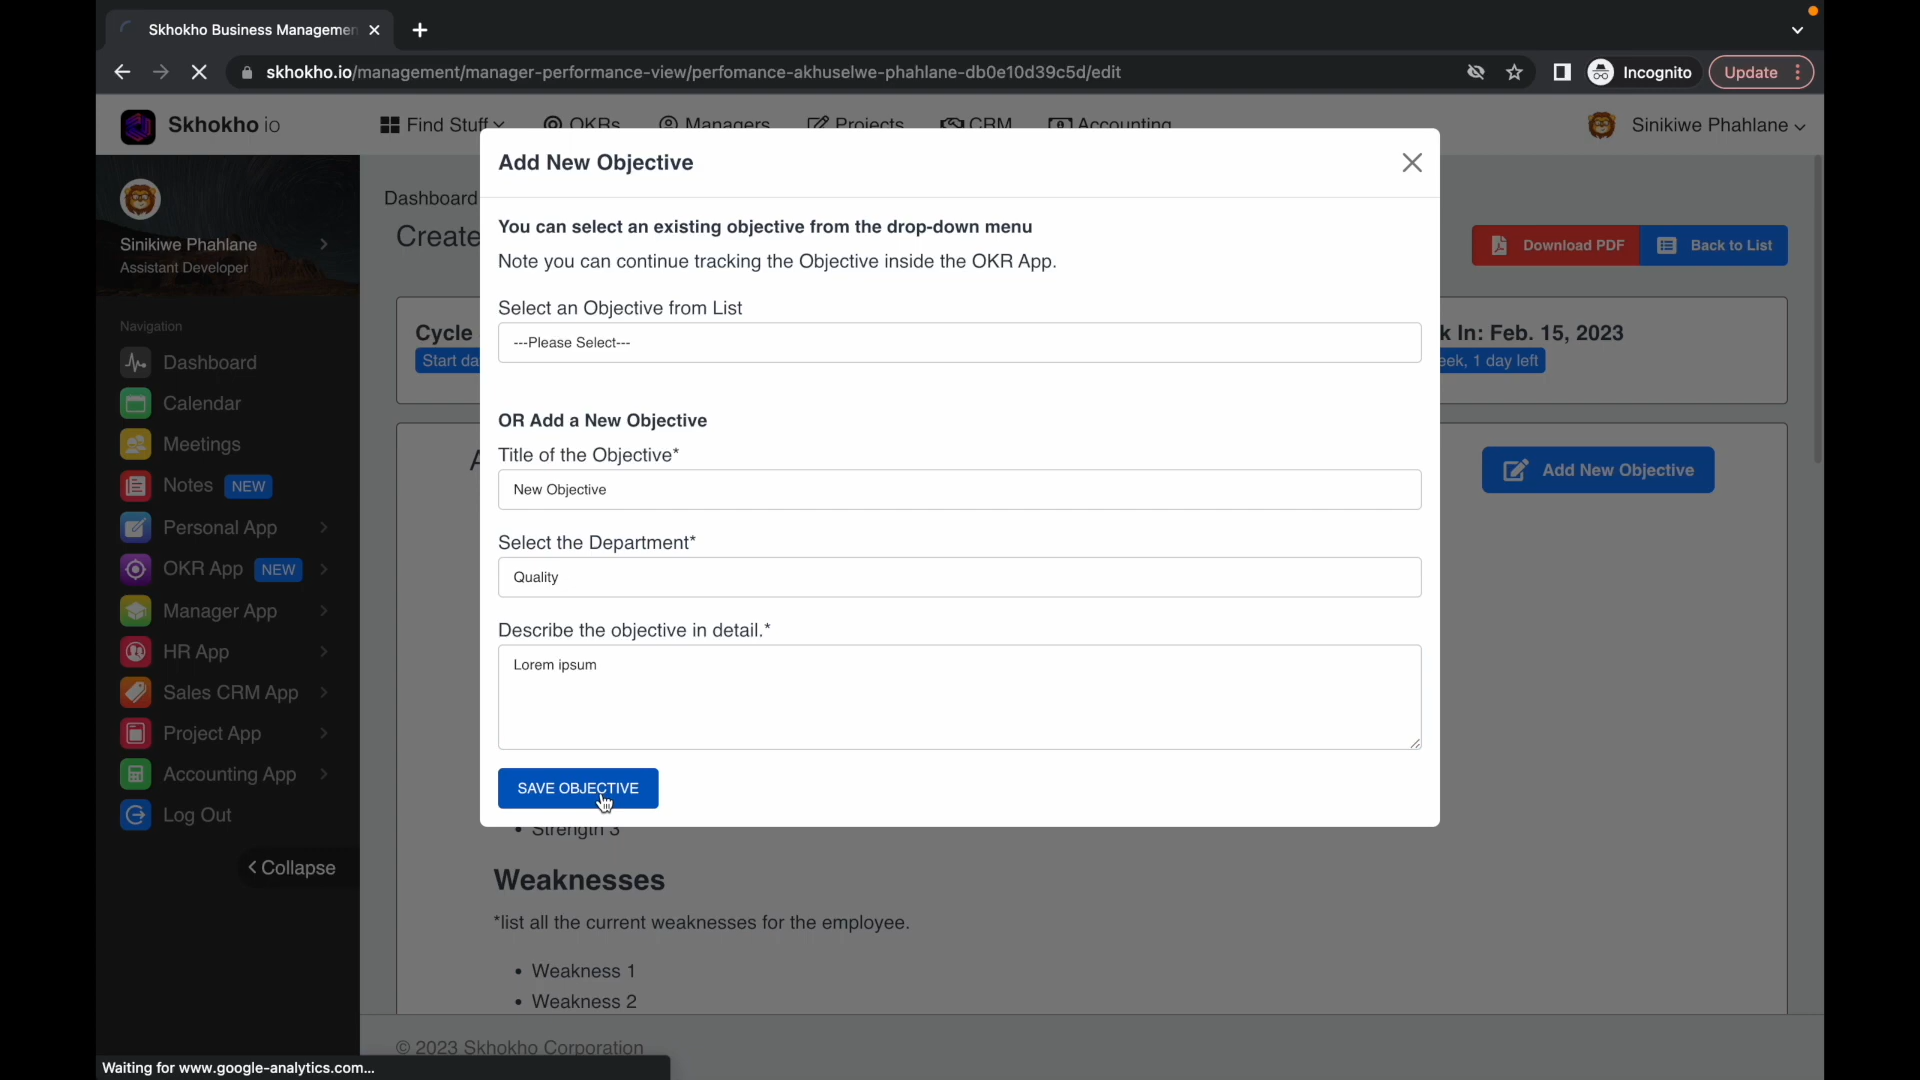 Skhokho Business Managemen
skhokho.io/management/manager-performance-view/perfomance-akhuselwe-phahlane-db0e10d39c5d/edit
Incognito
Update
Skhokho io
Find Stuff
OKRs
Managers
Projects
CRM
Accounting
Sinikiwe Phahlane
Sinikiwe Phahlane
Assistant Developer
Navigation
Dashboard
Calendar
Meetings
Notes NEW
Personal App
OKR App NEW
Manager App
HR App
Sales CRM App
Project App
Accounting App
Log Out
Collapse
Dashboard
Create
Download PDF
Back to List
Cycle
Start da
k In: Feb. 15, 2023
eek, 1 day left
Add New Objective
Add New Objective
You can select an existing objective from the drop-down menu
Note you can continue tracking the Objective inside the OKR App.
Select an Objective from List
---Please Select---
OR Add a New Objective
Title of the Objective*
New Objective
Select the Department*
Quality
Describe the objective in detail.*
Lorem ipsum
SAVE OBJECTIVE
• Strength 3
Weaknesses
*list all the current weaknesses for the employee.
• Weakness 1
• Weakness 2
© 2023 Skhokho Corporation
Waiting for www.google-analytics.com...